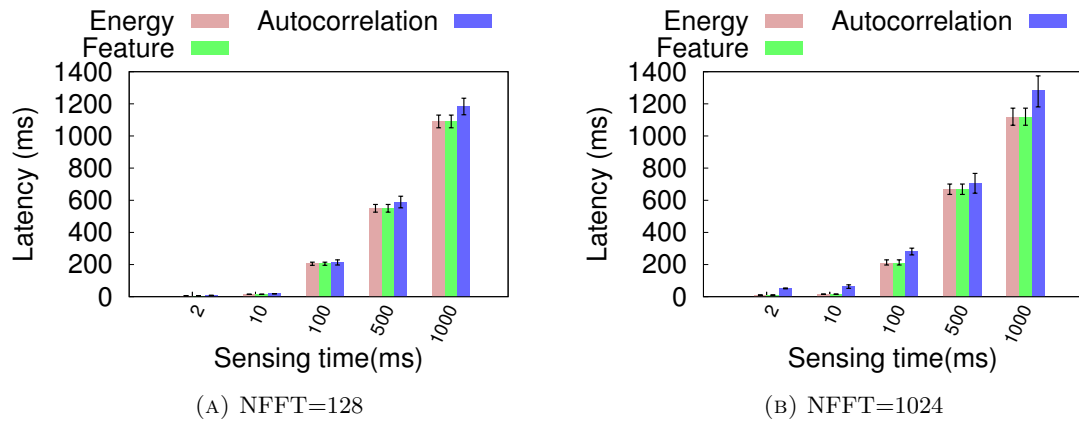 Energy Autocorrelation
Feature
1400
1200
1000
800
600
400
200
0
Latency (ms)
2 10 100 500 1000
Sensing time(ms)
(A) NFFT=128
Energy Autocorrelation
Feature
1400
1200
1000
800
600
400
200
0
Latency (ms)
2 10 100 500 1000
Sensing time(ms)
(B) NFFT=1024